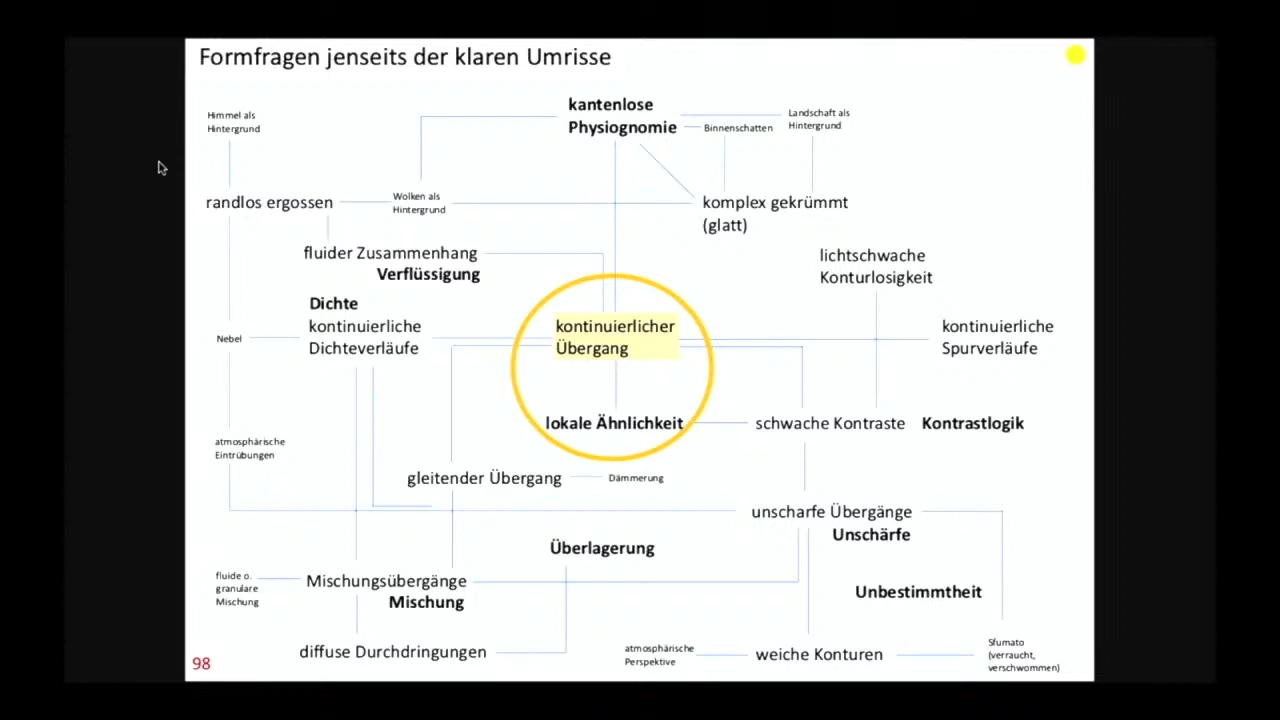 Formfragen jenseits der klaren Umrisse
Himmel als
Hintergrund
kantenlose
Physiognomie
Binnenschatten
Landschaft als
Hintergrund
randlos ergossen
Wolken als
Hintergrund
komplex gekrümmt
(glatt)
fluider Zusammenhang
Verflüssigung
lichtschwache
Konturlosigkeit
Dichte
kontinuierliche
Dichteverläufe
Nebel
kontinuierlicher
Übergang
kontinuierliche
Spurverläufe
lokale Ähnlichkeit
schwache Kontraste Kontrastlogik
atmosphärische
Eintrübungen
gleitender Übergang
Dämmerung
unscharfe Übergänge
Unschärfe
Überlagerung
fluide o.
granulare
Mischung
Mischungsübergänge
Mischung
Unbestimmtheit
diffuse Durchdringungen
atmosphärische
Perspektive
weiche Konturen
Sfumato
(verraucht,
verschwommen)
98